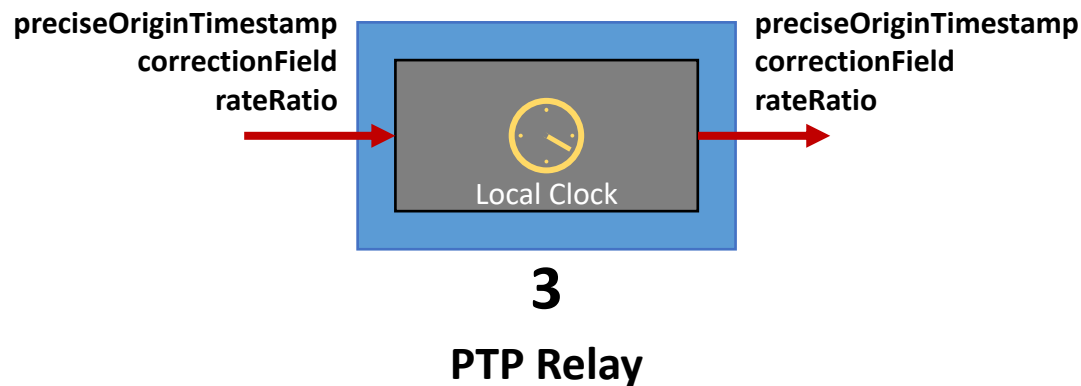 preciseOriginTimestamp
correctionField
rateRatio
preciseOriginTimestamp
correctionField
rateRatio
Local Clock
3
PTP Relay